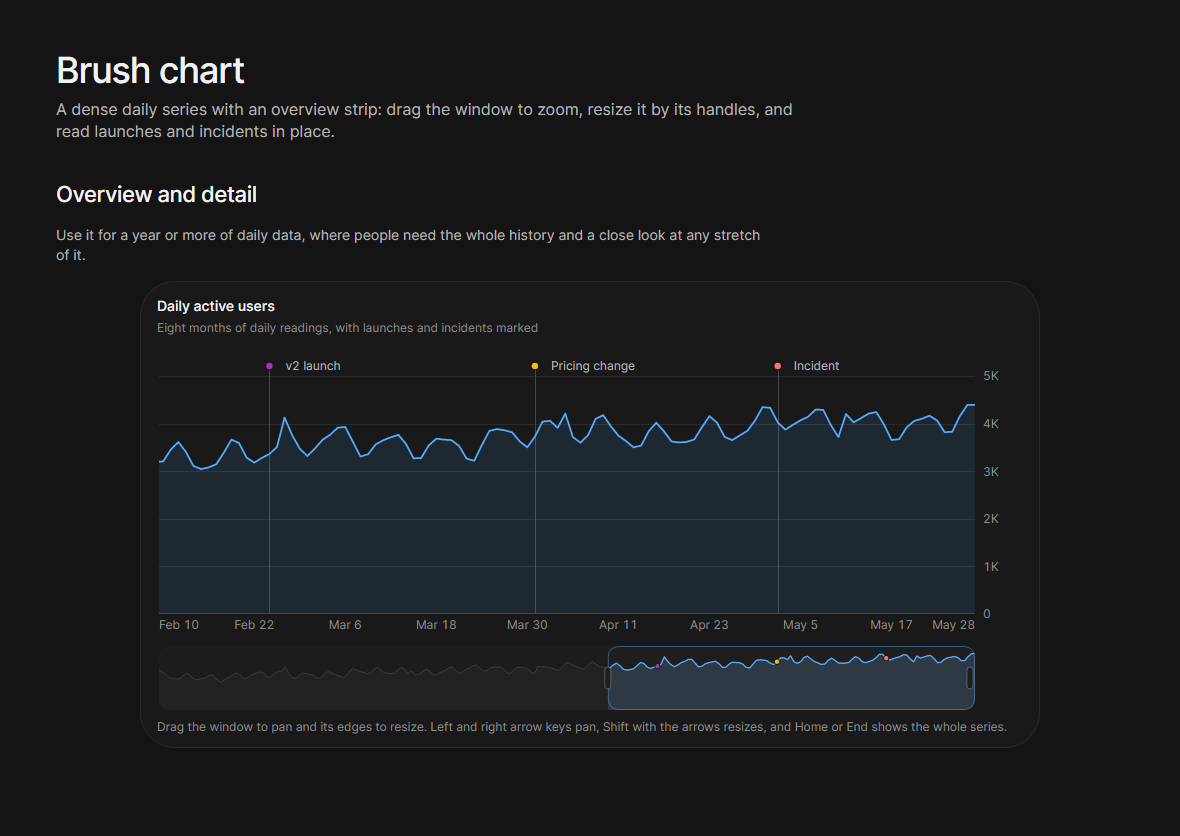 Brush chart
A dense daily series with an overview strip: drag the window to zoom, resize it by its handles, and
read launches and incidents in place.
Overview and detail
Use it for a year or more of daily data, where people need the whole history and a close look at any stretch
of it.
Daily active users
Eight months of daily readings, with launches and incidents marked
v2 launch Pricing change Incident
5K
4K
3K
2K
1K
0
Feb 10 Feb 22 Mar 6 Mar 18 Mar 30 Apr 11 Apr 23 May 5 May 17 May 28
Drag the window to pan and its edges to resize. Left and right arrow keys pan, Shift with the arrows resizes, and Home or End shows the whole series.